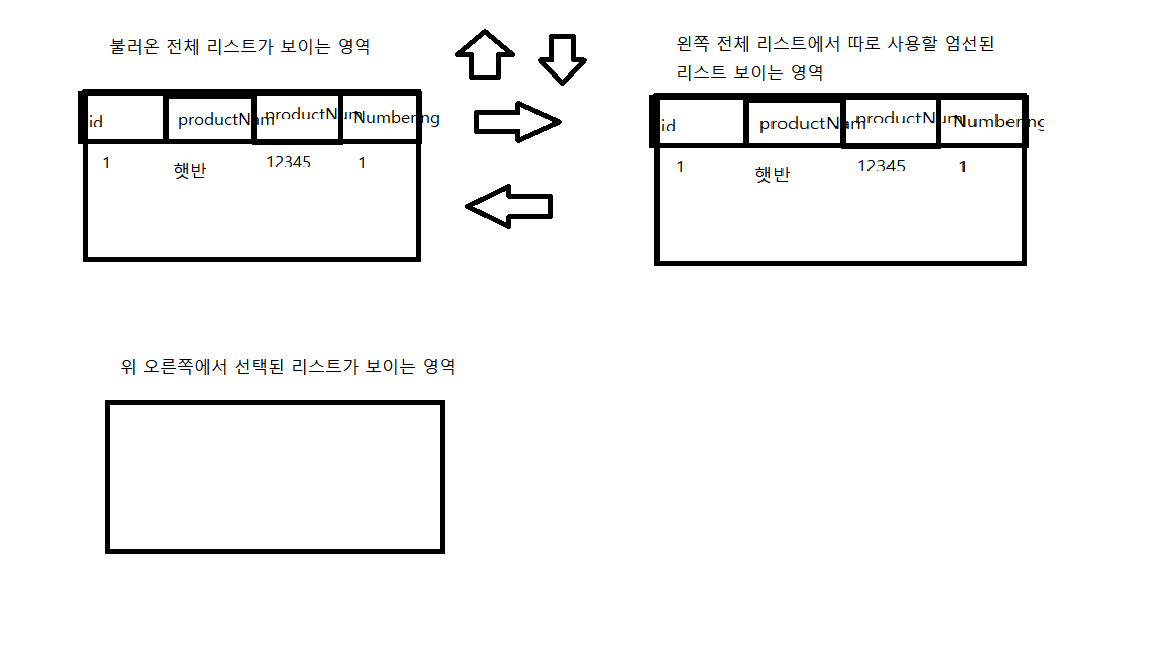 불러온 전체 리스트가 보이는 영역
왼쪽 전체 리스트에서 따로 사용할 엄선된
리스트 보이는 영역
id productNam productNum Numbering
1 햇반 12345 1
id productNam productNum Numbering
1 햇반 12345 1
위 오른쪽에서 선택된 리스트가 보이는 영역